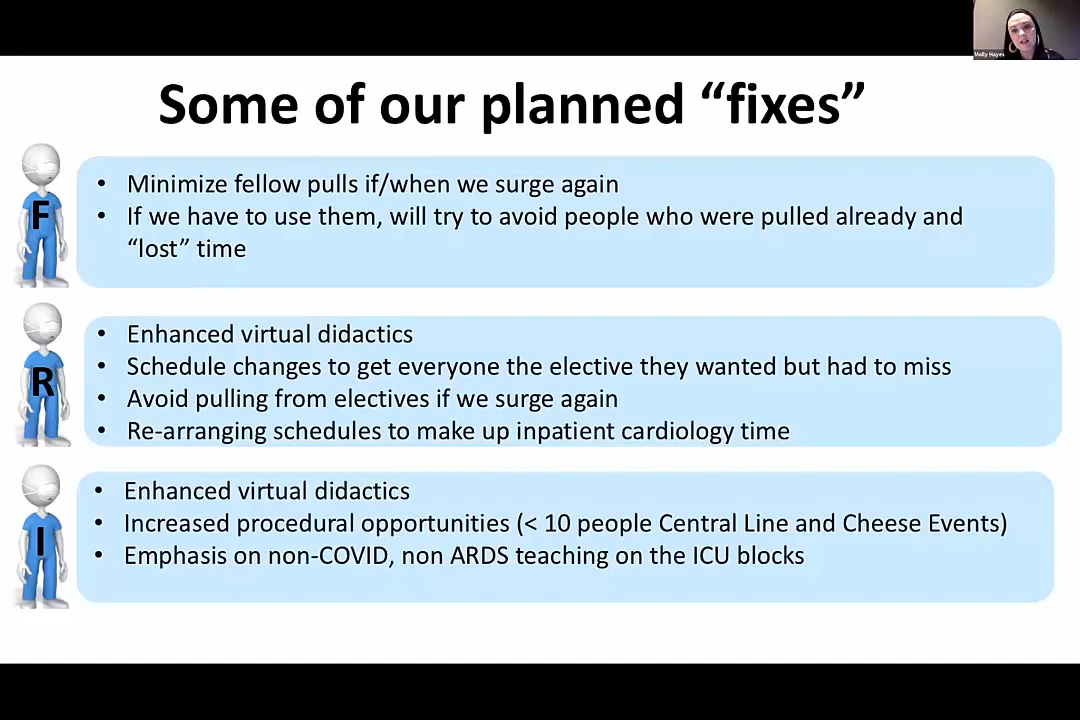 Molly Hayes
Some of our planned “fixes”
F
• Minimize fellow pulls if/when we surge again
• If we have to use them, will try to avoid people who were pulled already and
“lost” time
R
• Enhanced virtual didactics
• Schedule changes to get everyone the elective they wanted but had to miss
• Avoid pulling from electives if we surge again
• Re-arranging schedules to make up inpatient cardiology time
I
• Enhanced virtual didactics
• Increased procedural opportunities (< 10 people Central Line and Cheese Events)
• Emphasis on non-COVID, non ARDS teaching on the ICU blocks